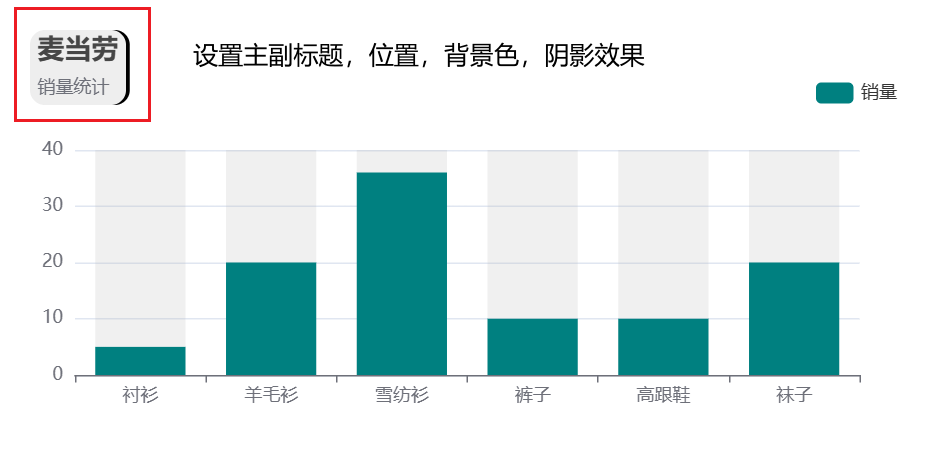 麦当劳
销量统计
设置主副标题，位置，背景色，阴影效果
销量
40
30
20
10
0
衬衫 羊毛衫 雪纺衫 裤子 高跟鞋 袜子